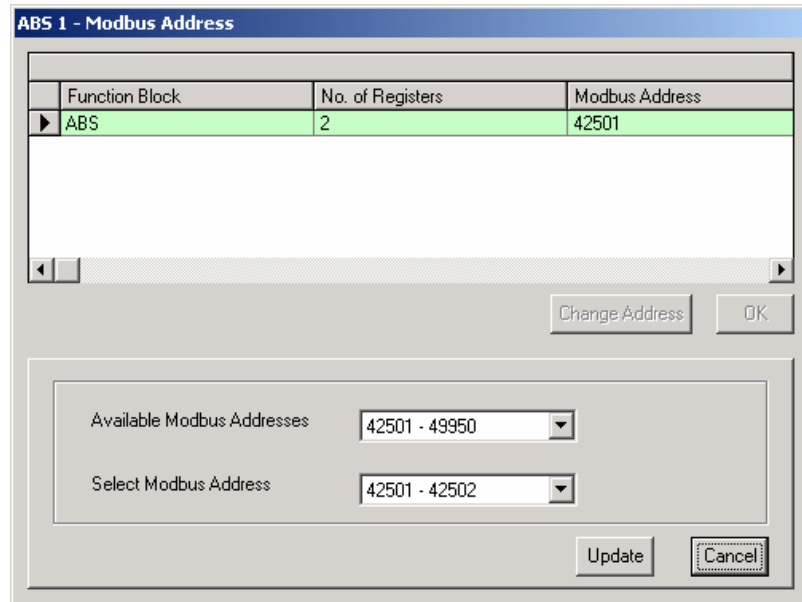 ABS 1 - Modbus Address
Function Block No. of Registers Modbus Address
ABS 2 42501
Change Address OK
Available Modbus Addresses 42501 - 49950
Select Modbus Address 42501 - 42502
Update Cancel